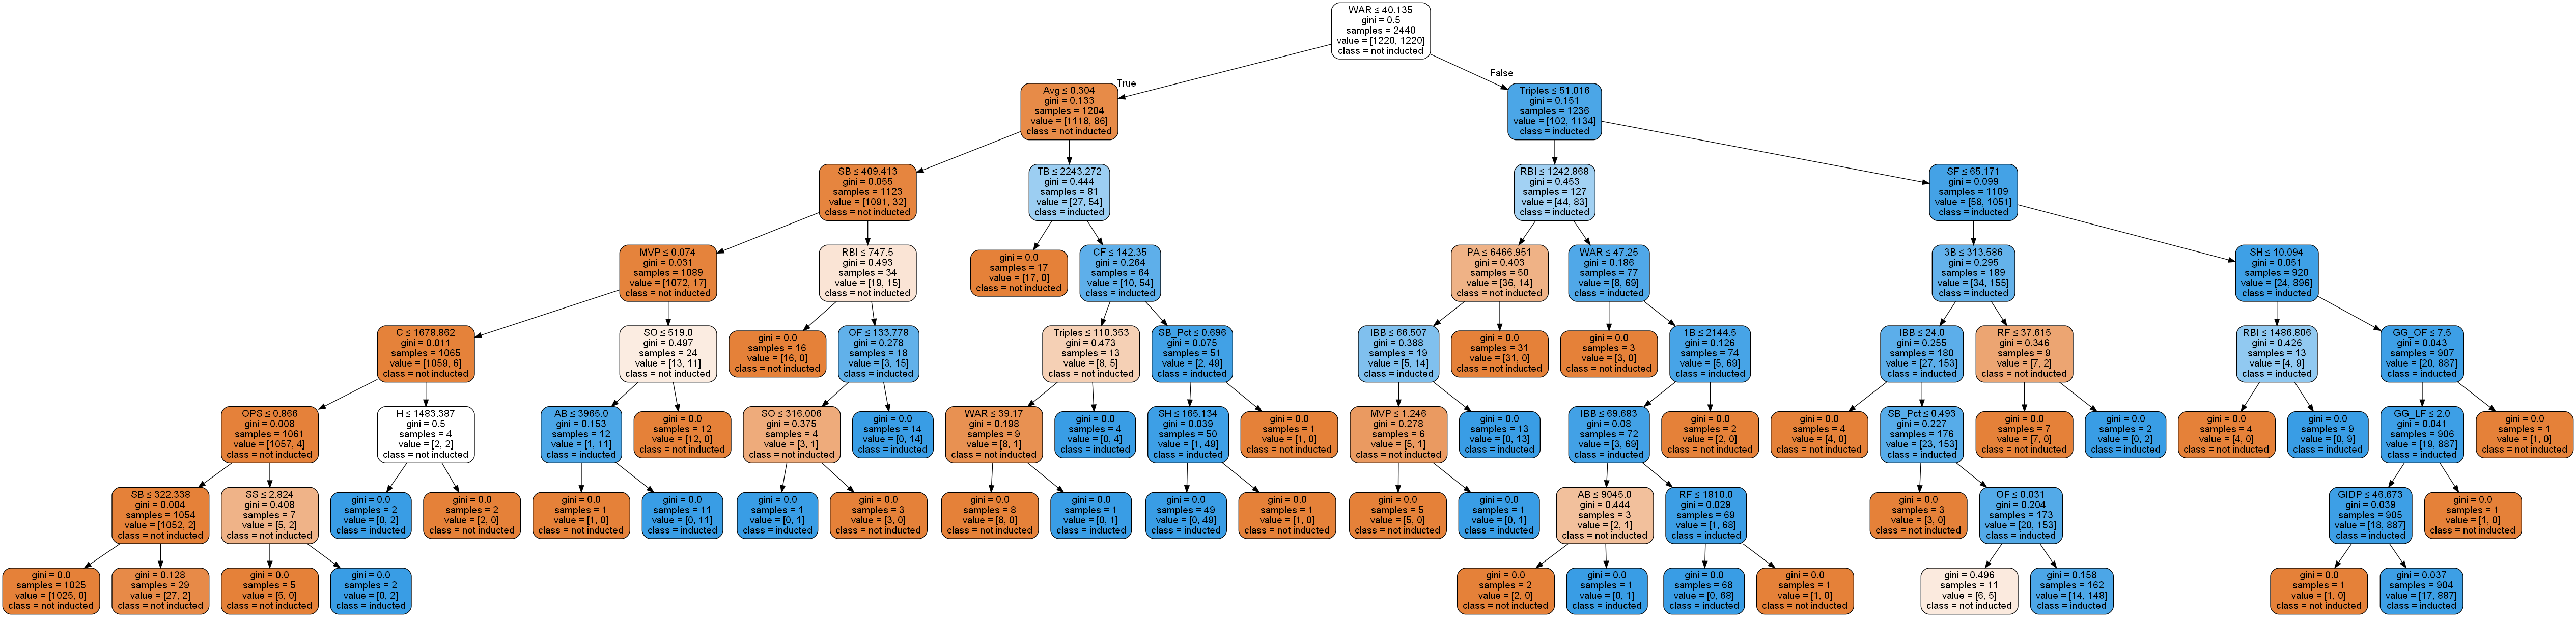 WAR ≤ 40.135
gini = 0.5
samples = 2440
value = [1220, 1220]
class = not inducted
True
False
Avg ≤ 0.304
gini = 0.133
samples = 1204
value = [1118, 86]
class = not inducted
Triples ≤ 51.016
gini = 0.151
samples = 1236
value = [102, 1134]
class = inducted
SB ≤ 409.413
gini = 0.055
samples = 1123
value = [1091, 32]
class = not inducted
TB ≤ 2243.272
gini = 0.444
samples = 81
value = [27, 54]
class = inducted
RBI ≤ 1242.868
gini = 0.453
samples = 127
value = [44, 83]
class = inducted
SF ≤ 65.171
gini = 0.099
samples = 1109
value = [58, 1051]
class = inducted
MVP ≤ 0.074
gini = 0.031
samples = 1089
value = [1072, 17]
class = not inducted
RBI ≤ 747.5
gini = 0.493
samples = 34
value = [19, 15]
class = not inducted
gini = 0.0
samples = 17
value = [17, 0]
class = not inducted
CF ≤ 142.35
gini = 0.264
samples = 64
value = [10, 54]
class = inducted
PA ≤ 6466.951
gini = 0.403
samples = 50
value = [36, 14]
class = not inducted
WAR ≤ 47.25
gini = 0.186
samples = 77
value = [8, 69]
class = inducted
3B ≤ 313.586
gini = 0.295
samples = 189
value = [34, 155]
class = inducted
SH ≤ 10.094
gini = 0.051
samples = 920
value = [24, 896]
class = inducted
C ≤ 1678.862
gini = 0.011
samples = 1065
value = [1059, 6]
class = not inducted
SO ≤ 519.0
gini = 0.497
samples = 24
value = [13, 11]
class = not inducted
gini = 0.0
samples = 16
value = [16, 0]
class = not inducted
OF ≤ 133.778
gini = 0.278
samples = 18
value = [3, 15]
class = inducted
Triples ≤ 110.353
gini = 0.473
samples = 13
value = [8, 5]
class = not inducted
SB_Pct ≤ 0.696
gini = 0.075
samples = 51
value = [2, 49]
class = inducted
IBB ≤ 66.507
gini = 0.388
samples = 19
value = [5, 14]
class = inducted
gini = 0.0
samples = 31
value = [31, 0]
class = not inducted
gini = 0.0
samples = 3
value = [3, 0]
class = not inducted
1B ≤ 2144.5
gini = 0.126
samples = 74
value = [5, 69]
class = inducted
IBB ≤ 24.0
gini = 0.255
samples = 180
value = [27, 153]
class = inducted
RF ≤ 37.615
gini = 0.346
samples = 9
value = [7, 2]
class = not inducted
RBI ≤ 1486.806
gini = 0.426
samples = 13
value = [4, 9]
class = inducted
GG_OF ≤ 7.5
gini = 0.043
samples = 907
value = [20, 887]
class = inducted
OPS ≤ 0.866
gini = 0.008
samples = 1061
value = [1057, 4]
class = not inducted
H ≤ 1483.387
gini = 0.5
samples = 4
value = [2, 2]
class = not inducted
AB ≤ 3965.0
gini = 0.153
samples = 12
value = [1, 11]
class = inducted
gini = 0.0
samples = 12
value = [12, 0]
class = not inducted
SO ≤ 316.006
gini = 0.375
samples = 4
value = [3, 1]
class = not inducted
gini = 0.0
samples = 14
value = [0, 14]
class = inducted
WAR ≤ 39.17
gini = 0.198
samples = 9
value = [8, 1]
class = not inducted
gini = 0.0
samples = 4
value = [0, 4]
class = inducted
SH ≤ 165.134
gini = 0.039
samples = 50
value = [1, 49]
class = inducted
gini = 0.0
samples = 1
value = [1, 0]
class = not inducted
MVP ≤ 1.246
gini = 0.278
samples = 6
value = [5, 1]
class = not inducted
gini = 0.0
samples = 13
value = [0, 13]
class = inducted
IBB ≤ 69.683
gini = 0.08
samples = 72
value = [3, 69]
class = inducted
gini = 0.0
samples = 2
value = [2, 0]
class = not inducted
gini = 0.0
samples = 4
value = [4, 0]
class = not inducted
SB_Pct ≤ 0.493
gini = 0.227
samples = 176
value = [23, 153]
class = inducted
gini = 0.0
samples = 7
value = [7, 0]
class = not inducted
gini = 0.0
samples = 2
value = [0, 2]
class = inducted
gini = 0.0
samples = 4
value = [4, 0]
class = not inducted
gini = 0.0
samples = 9
value = [0, 9]
class = inducted
GG_LF ≤ 2.0
gini = 0.041
samples = 906
value = [19, 887]
class = inducted
gini = 0.0
samples = 1
value = [1, 0]
class = not inducted
SB ≤ 322.338
gini = 0.004
samples = 1054
value = [1052, 2]
class = not inducted
SS ≤ 2.824
gini = 0.408
samples = 7
value = [5, 2]
class = not inducted
gini = 0.0
samples = 2
value = [0, 2]
class = inducted
gini = 0.0
samples = 2
value = [2, 0]
class = not inducted
gini = 0.0
samples = 1
value = [1, 0]
class = not inducted
gini = 0.0
samples = 11
value = [0, 11]
class = inducted
gini = 0.0
samples = 1
value = [0, 1]
class = inducted
gini = 0.0
samples = 3
value = [3, 0]
class = not inducted
gini = 0.0
samples = 8
value = [8, 0]
class = not inducted
gini = 0.0
samples = 1
value = [0, 1]
class = inducted
gini = 0.0
samples = 49
value = [0, 49]
class = inducted
gini = 0.0
samples = 1
value = [1, 0]
class = not inducted
gini = 0.0
samples = 5
value = [5, 0]
class = not inducted
gini = 0.0
samples = 1
value = [0, 1]
class = inducted
AB ≤ 9045.0
gini = 0.444
samples = 3
value = [2, 1]
class = not inducted
RF ≤ 1810.0
gini = 0.029
samples = 69
value = [1, 68]
class = inducted
gini = 0.0
samples = 3
value = [3, 0]
class = not inducted
OF ≤ 0.031
gini = 0.204
samples = 173
value = [20, 153]
class = inducted
GIDP ≤ 46.673
gini = 0.039
samples = 905
value = [18, 887]
class = inducted
gini = 0.0
samples = 1
value = [1, 0]
class = not inducted
gini = 0.0
samples = 1025
value = [1025, 0]
class = not inducted
gini = 0.128
samples = 29
value = [27, 2]
class = not inducted
gini = 0.0
samples = 5
value = [5, 0]
class = not inducted
gini = 0.0
samples = 2
value = [0, 2]
class = inducted
gini = 0.0
samples = 2
value = [2, 0]
class = not inducted
gini = 0.0
samples = 1
value = [0, 1]
class = inducted
gini = 0.0
samples = 68
value = [0, 68]
class = inducted
gini = 0.0
samples = 1
value = [1, 0]
class = not inducted
gini = 0.496
samples = 11
value = [6, 5]
class = not inducted
gini = 0.158
samples = 162
value = [14, 148]
class = inducted
gini = 0.0
samples = 1
value = [1, 0]
class = not inducted
gini = 0.037
samples = 904
value = [17, 887]
class = inducted